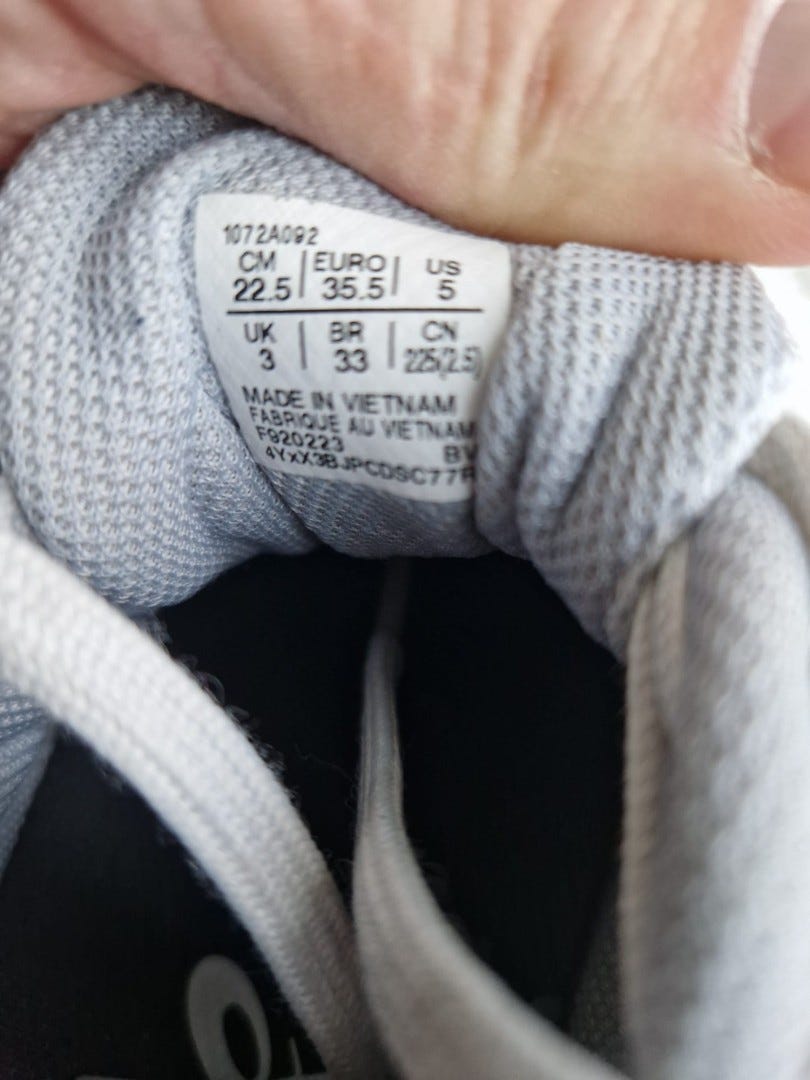 1072A092
CM | EURO | US
22.5 | 35.5 | 5
UK | BR | CN
3 | 33 | 225(2.5)
MADE IN VIETNAM
FABRIQUE AU VIETNAM
F920223 BV
4YxX3BJPCDSC77